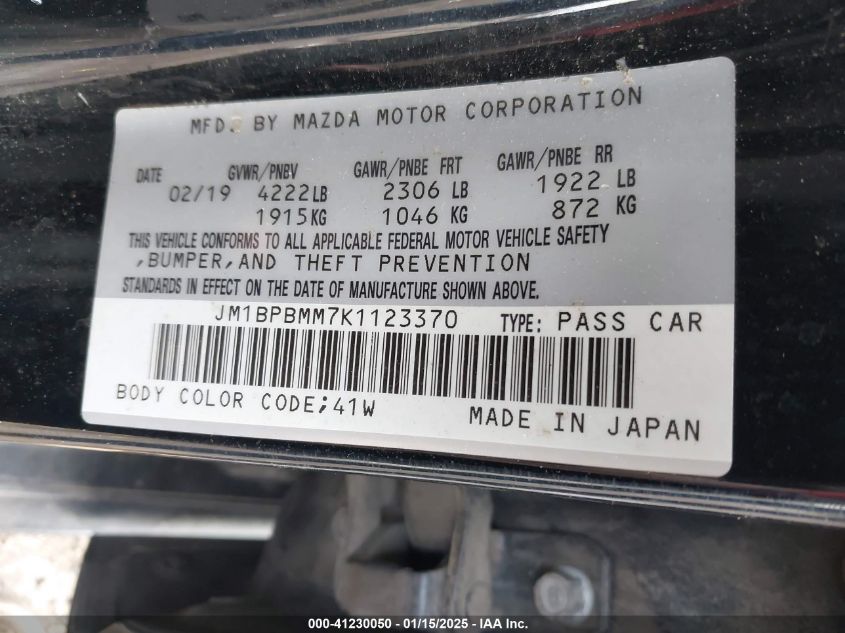 MFD. BY MAZDA MOTOR CORPORATION
DATE GVWR/PNBV GAWR/PNBE FRT GAWR/PNBE RR
02/19 4222LB 2306 LB 1922 LB
1915KG 1046 KG 872 KG
THIS VEHICLE CONFORMS TO ALL APPLICABLE FEDERAL MOTOR VEHICLE SAFETY
,BUMPER,AND THEFT PREVENTION
STANDARDS IN EFFECT ON THE DATE OF MANUFACTURE SHOWN ABOVE.
JM1BPBMM7K1123370 TYPE: PASS CAR
BODY COLOR CODE;41W MADE IN JAPAN
000-41230050 - 01/15/2025 - IAA Inc.